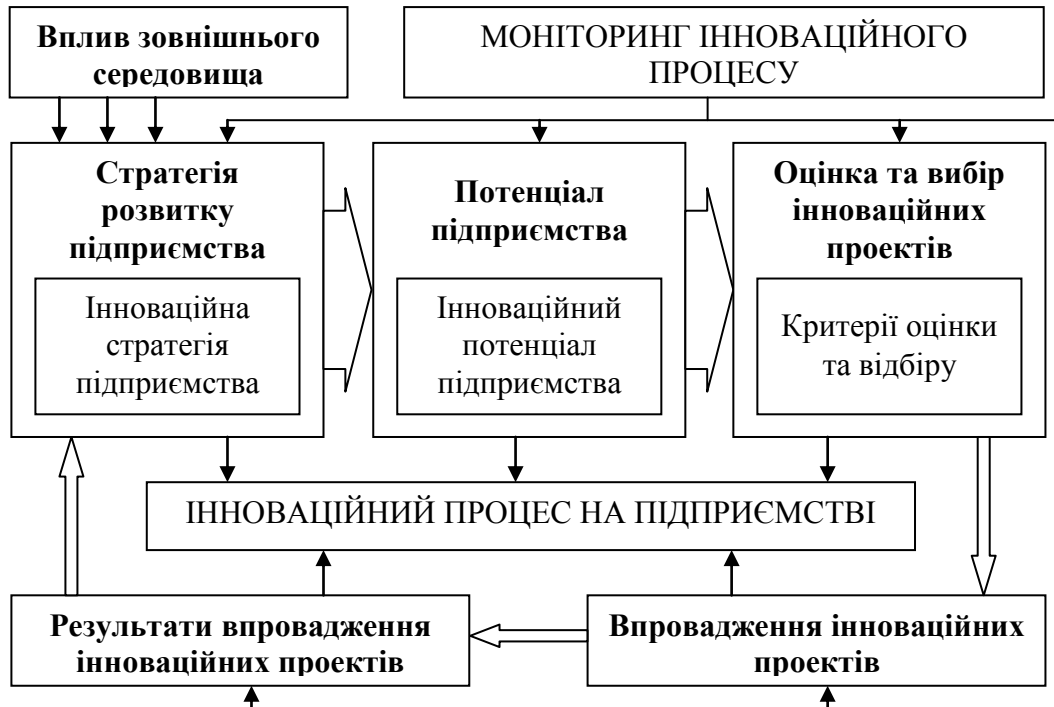 Вплив зовнішнього
середовища
МОНІТОРИНГ ІННОВАЦІЙНОГО
ПРОЦЕСУ
Стратегія
розвитку
підприємства
Інноваційна
стратегія
підприємства
Потенціал
підприємства
Інноваційний
потенціал
підприємства
Оцінка та вибір
інноваційних
проектів
Критерії оцінки
та відбіру
ІННОВАЦІЙНИЙ ПРОЦЕС НА ПІДПРИЄМСТВІ
Результати впровадження
інноваційних проектів
Впровадження інноваційних
проектів